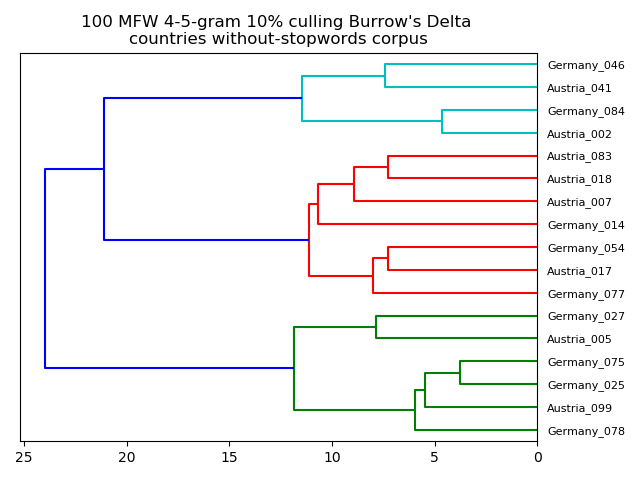 100 MFW 4-5-gram 10% culling Burrow's Delta
countries without-stopwords corpus
Germany_046
Austria_041
Germany_084
Austria_002
Austria_083
Austria_018
Austria_007
Germany_014
Germany_054
Austria_017
Germany_077
Germany_027
Austria_005
Germany_075
Germany_025
Austria_099
Germany_078
25 20 15 10 5 0